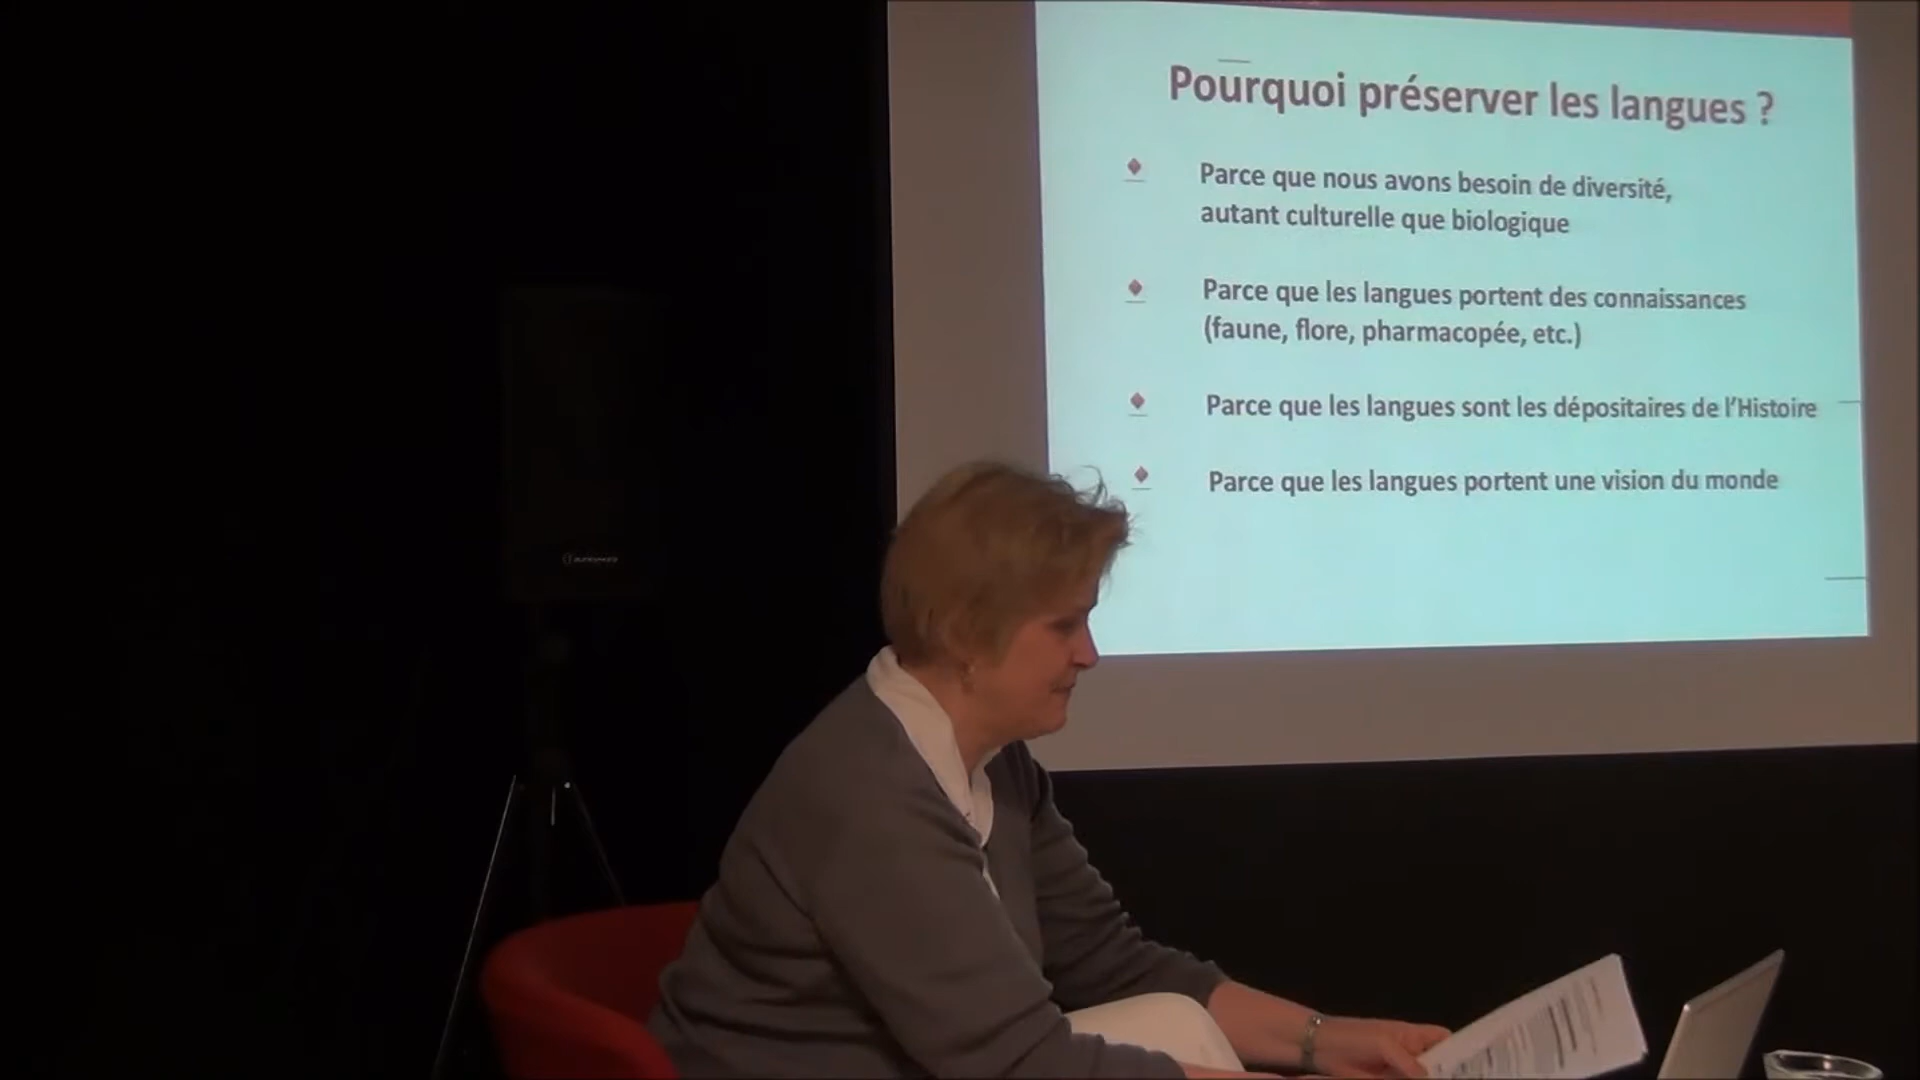 Pourquoi préserver les langues ?
Parce que nous avons besoin de diversité,
autant culturelle que biologique
Parce que les langues portent des connaissances
(faune, flore, pharmacopée, etc.)
Parce que les langues sont les dépositaires de l'Histoire
Parce que les langues portent une vision du monde